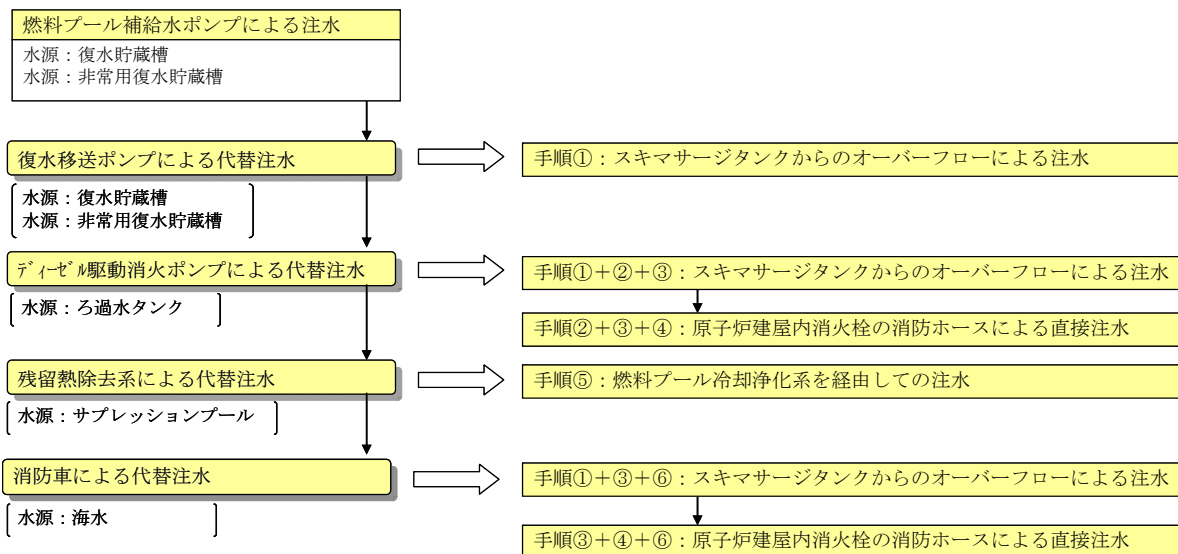 燃料プール補給水ポンプによる注水
水源：復水貯蔵槽
水源：非常用復水貯蔵槽
復水移送ポンプによる代替注水
手順①：スキマサージタンクからのオーバーフローによる注水
水源：復水貯蔵槽
水源：非常用復水貯蔵槽
ディーゼル駆動消火ポンプによる代替注水
手順①＋②＋③：スキマサージタンクからのオーバーフローによる注水
水源：ろ過水タンク
手順②＋③＋④：原子炉建屋内消火栓の消防ホースによる直接注水
残留熱除去系による代替注水
手順⑤：燃料プール冷却浄化系を経由しての注水
水源：サプレッションプール
消防車による代替注水
手順①＋③＋⑥：スキマサージタンクからのオーバーフローによる注水
水源：海水
手順③＋④＋⑥：原子炉建屋内消火栓の消防ホースによる直接注水